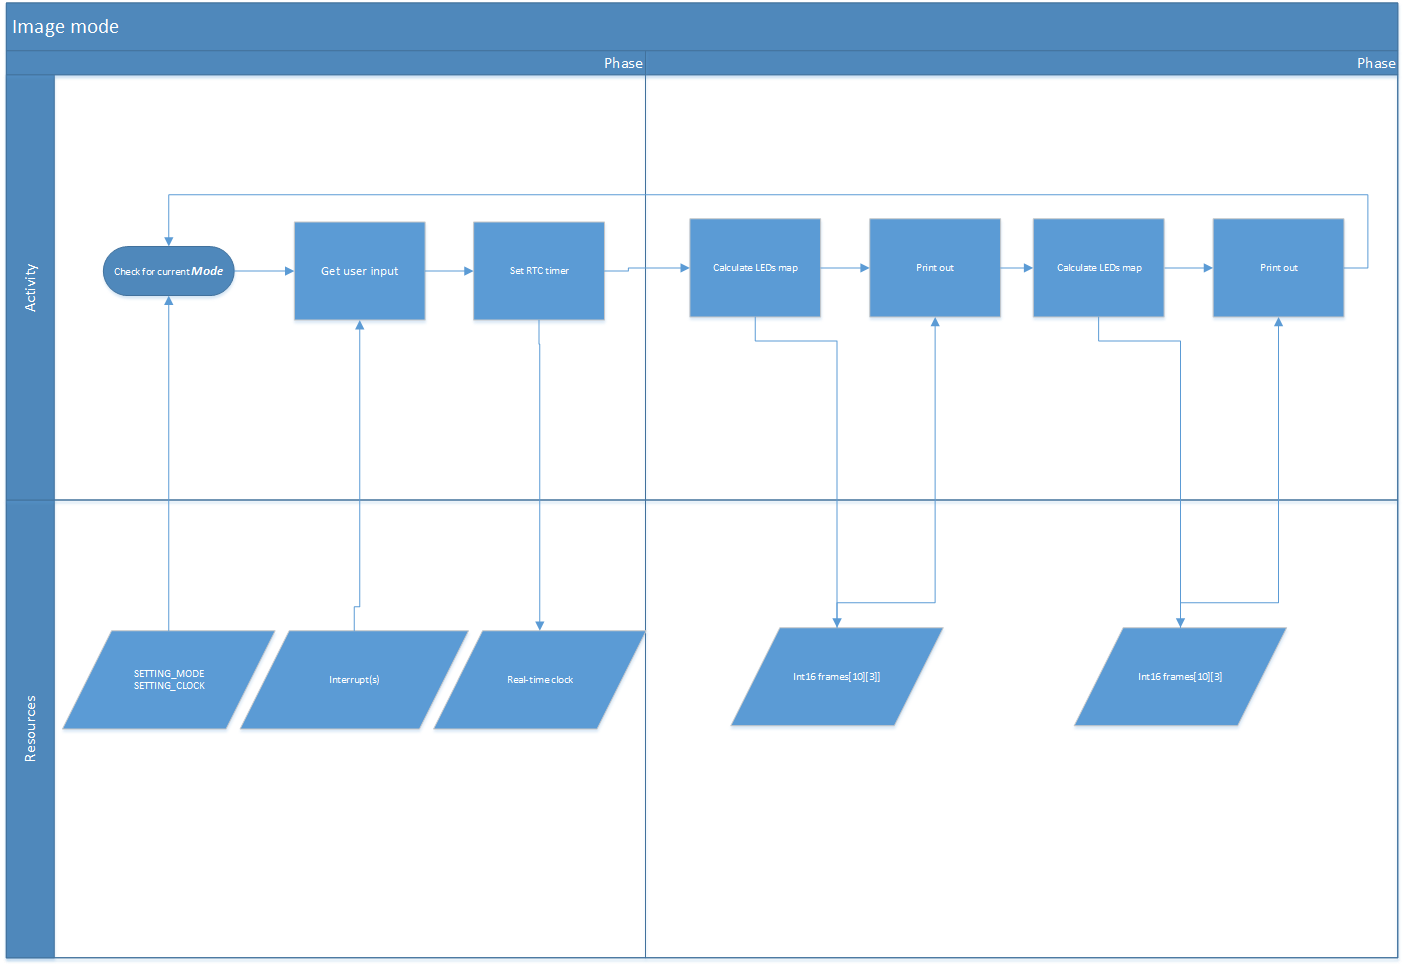 Image mode
Phase
Phase
Activity
Check for current Mode
Get user input
Set RTC timer
Calculate LEDs map
Print out
Calculate LEDs map
Print out
Resources
SETTING_MODE
SETTING_CLOCK
Interrupt(s)
Real-time clock
Int16 frames[10][3]]
Int16 frames[10][3]